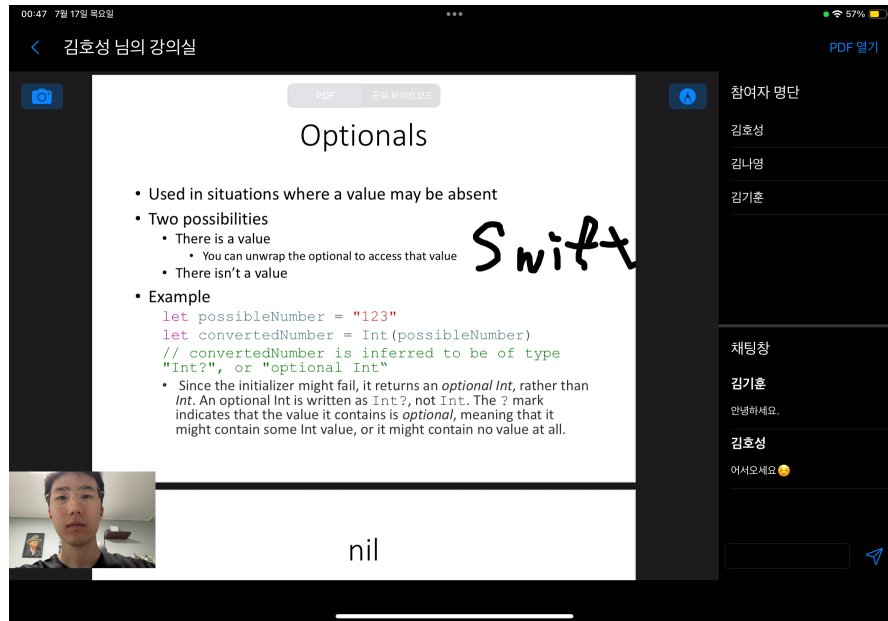 00:47 7월 17일 목요일
57%
김호성 님의 강의실
PDF 열기
PDF 공유 화이트보드
Optionals
• Used in situations where a value may be absent
• Two possibilities
• There is a value
• You can unwrap the optional to access that value
• There isn't a value
Swift
• Example
let possibleNumber = "123"
let convertedNumber = Int(possibleNumber)
// convertedNumber is inferred to be of type
"Int?", or "optional Int“
• Since the initializer might fail, it returns an optional Int, rather than
Int. An optional Int is written as Int?, not Int. The ? mark
indicates that the value it contains is optional, meaning that it
might contain some Int value, or it might contain no value at all.
nil
참여자 명단
김호성
김나영
김기훈
채팅창
김기훈
안녕하세요.
김호성
어서오세요☺️